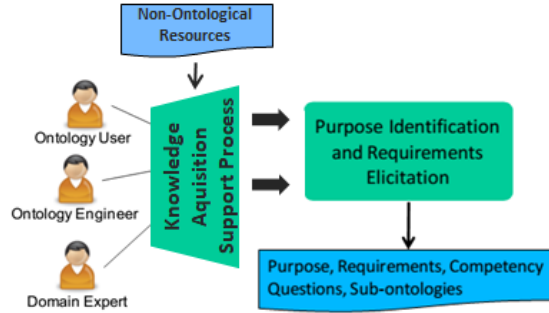 Non-Ontological
Resources
Ontology User
Ontology Engineer
Domain Expert
Knowledge
Aquisition
Support Process
Purpose Identification
and Requirements
Elicitation
Purpose, Requirements, Competency
Questions, Sub-ontologies